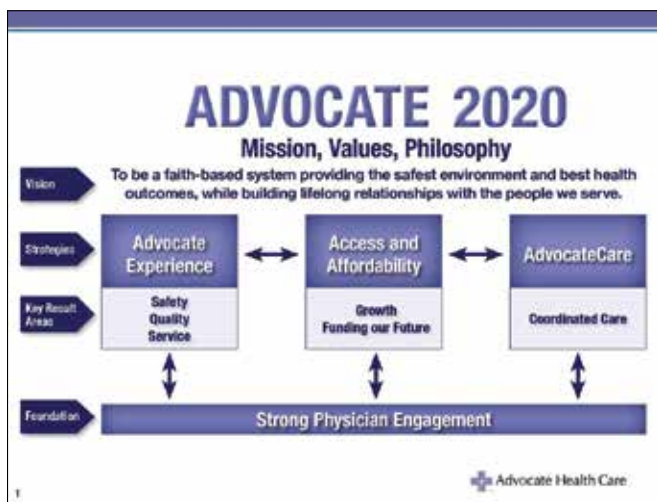 ADVOCATE 2020
Mission, Values, Philosophy
Vision
To be a faith-based system providing the safest environment and best health
outcomes, while building lifelong relationships with the people we serve.
Strategies
Advocate
Experience
Access and
Affordability
AdvocateCare
Key Result
Areas
Safety
Quality
Service
Growth
Funding our Future
Coordinated Care
Foundation
Strong Physician Engagement
1
Advocate Health Care